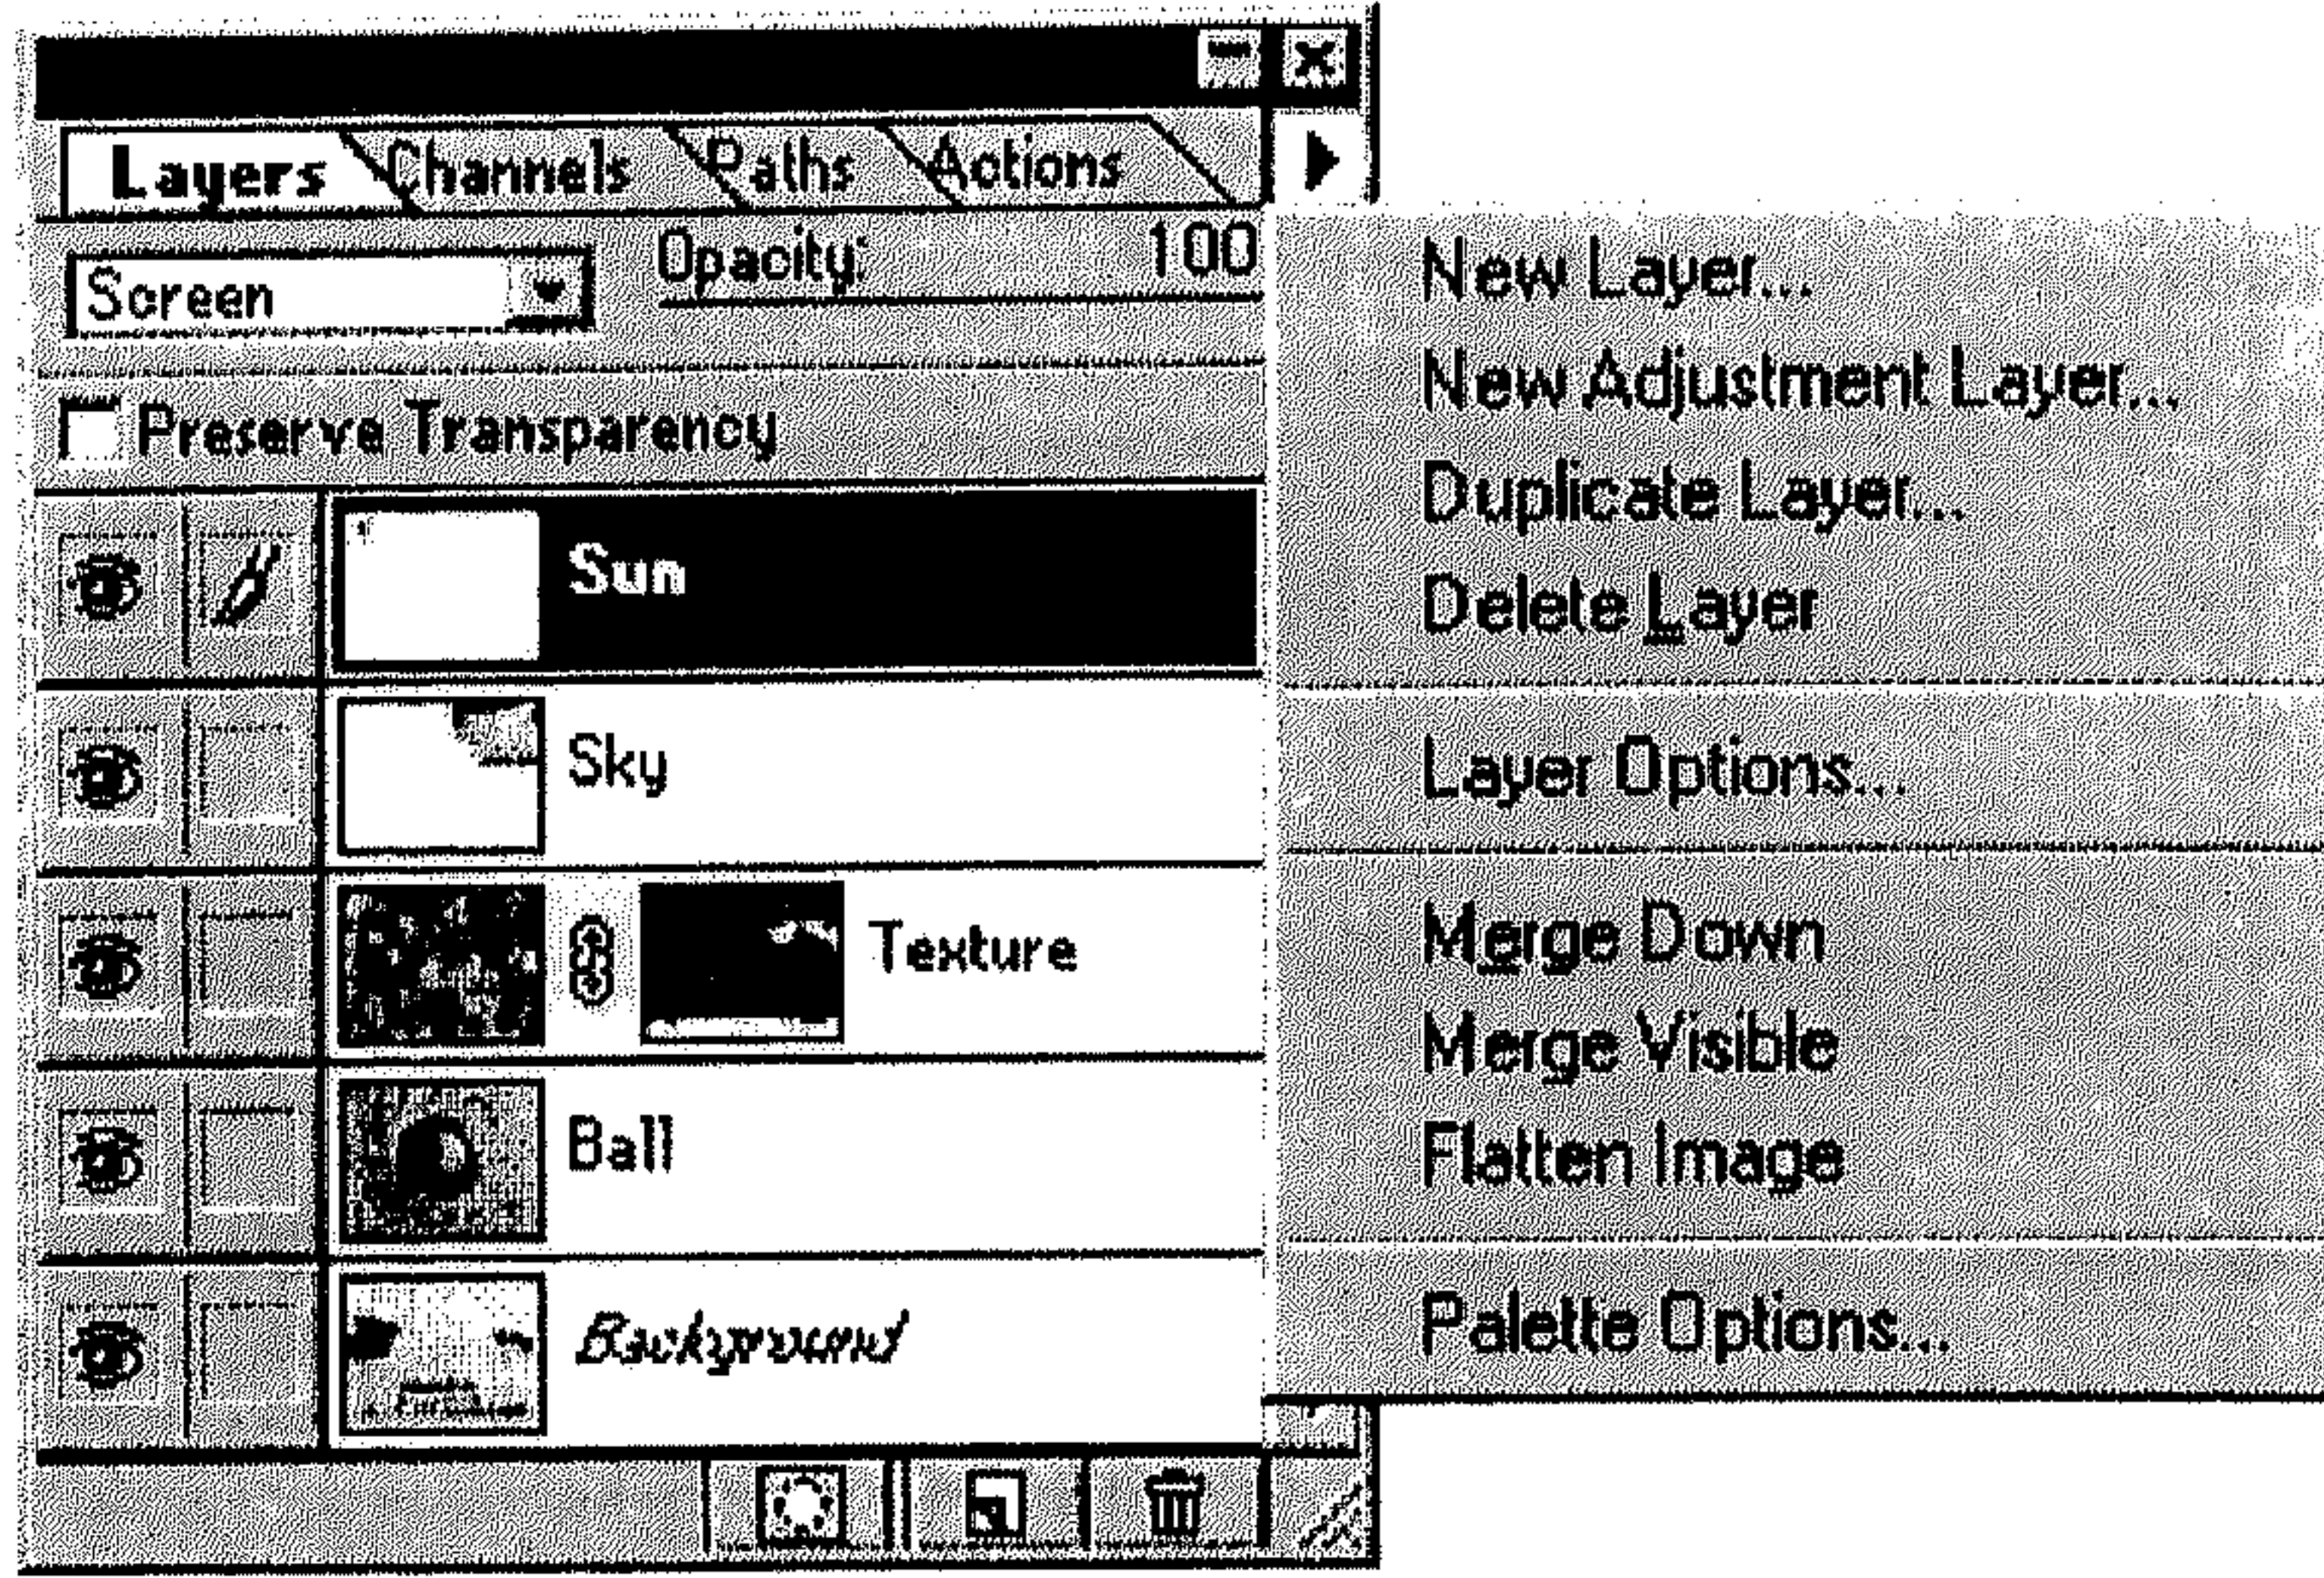 Layers Channels Paths Actions
Screen Opacity: 100
Preserve Transparency
Sun
Sky
Texture
Ball
Background
New Layer...
New Adjustment Layer...
Duplicate Layer...
Delete Layer
Layer Options...
Merge Down
Merge Visible
Flatten Image
Palette Options...